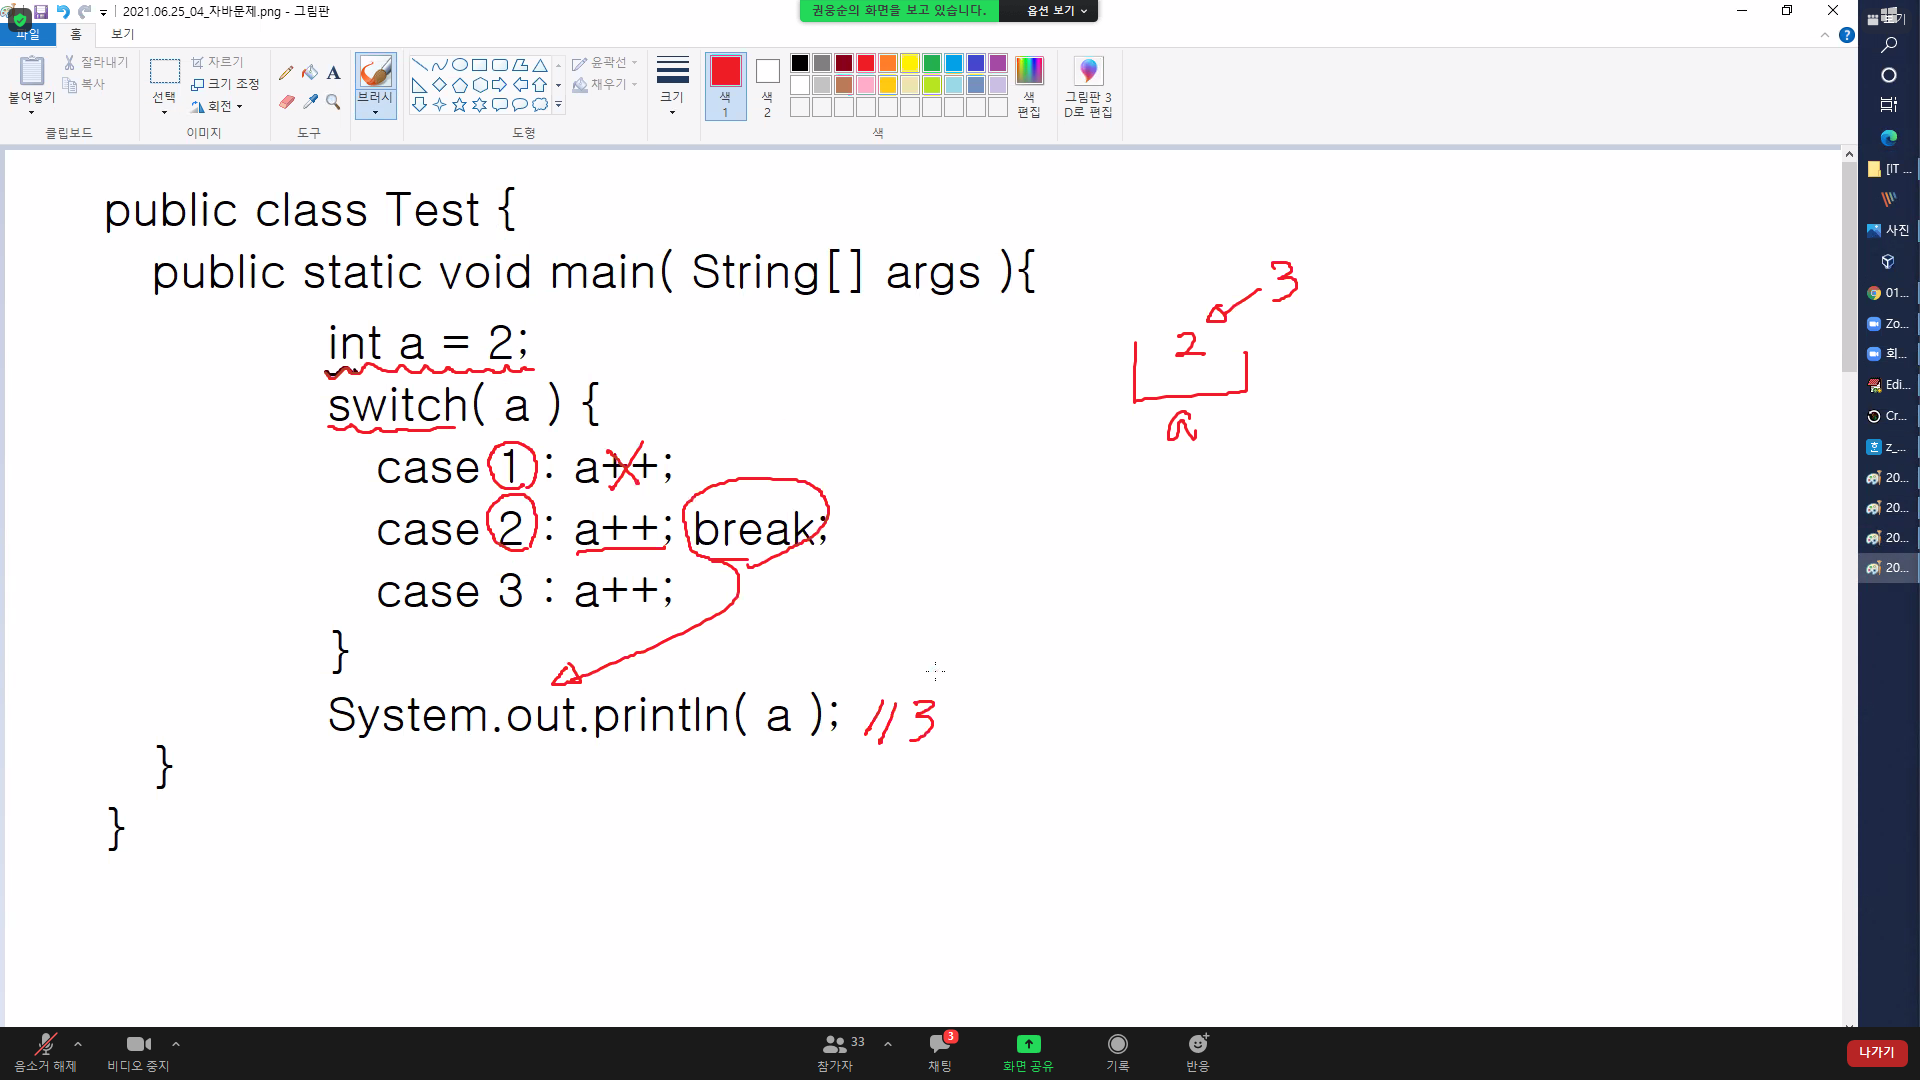 2021.06.25_04_자바문제.png - 그림판
권웅순의 화면을 보고 있습니다.
옵션 보기
파일
홈
보기
붙여넣기
잘라내기
복사
클립보드
선택
자르기
크기 조정
회전
이미지
A
도구
브러시
윤곽선
채우기
도형
크기
색
1
색
2
색
편집
색
그림판 3
D로 편집
public class Test {
public static void main( String[] args ){
int a = 2;
switch( a ) {
case 1 : a++;
case 2 : a++; break;
case 3 : a++;
}
System.out.println( a ); //3
}
}
3
2
a
[IT ...
사진
01...
Zo...
회...
Edi...
Cr...
z_...
20...
20...
20...
20...
음소거 해제
비디오 중지
33
참가자
3
채팅
화면 공유
기록
반응
나가기